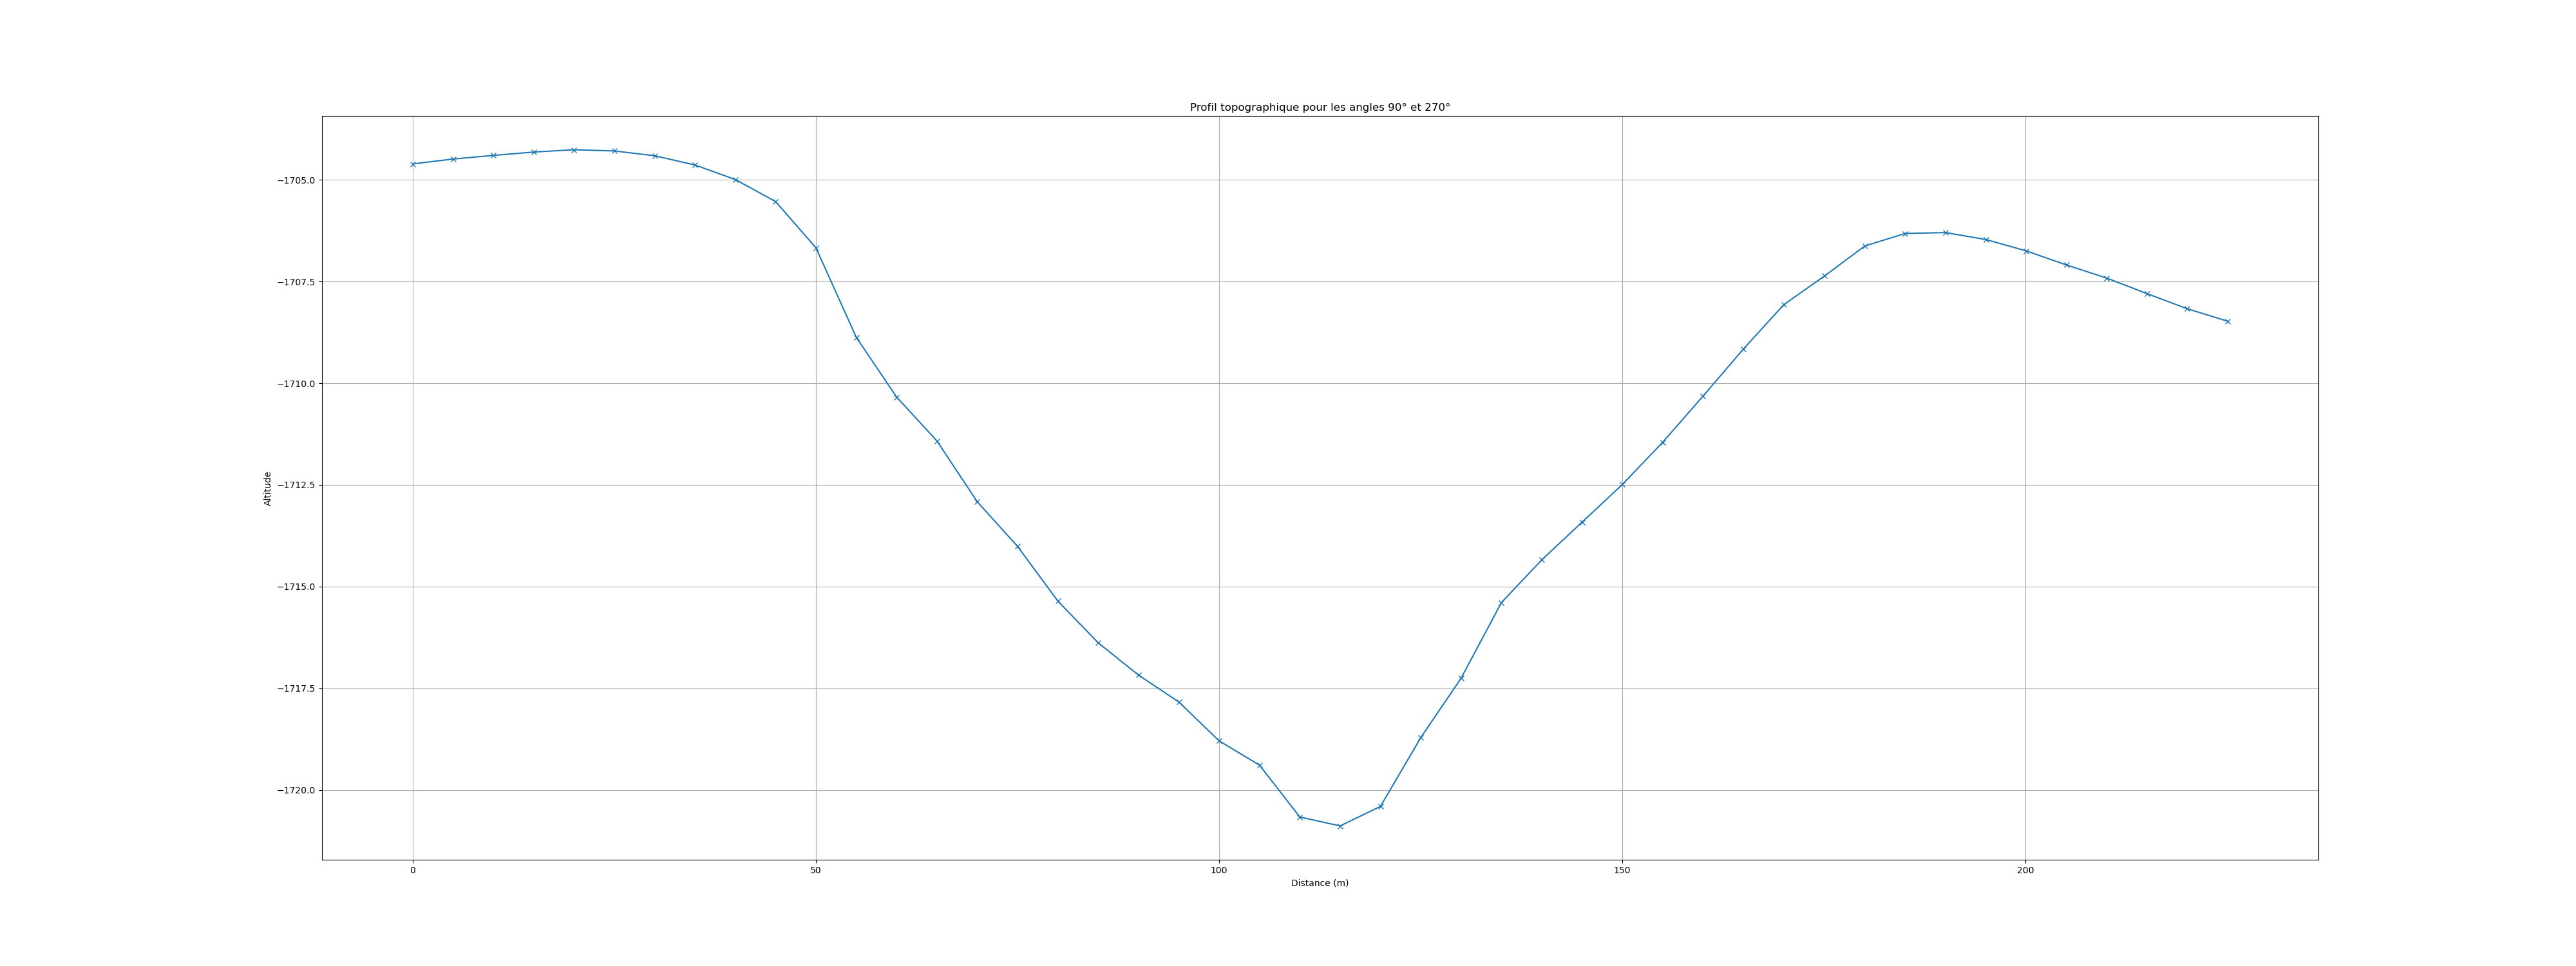 Profil topographique pour les angles 90° et 270°
Altitude
−1705.0
−1707.5
−1710.0
−1712.5
−1715.0
−1717.5
−1720.0
0 50 100 150 200
Distance (m)